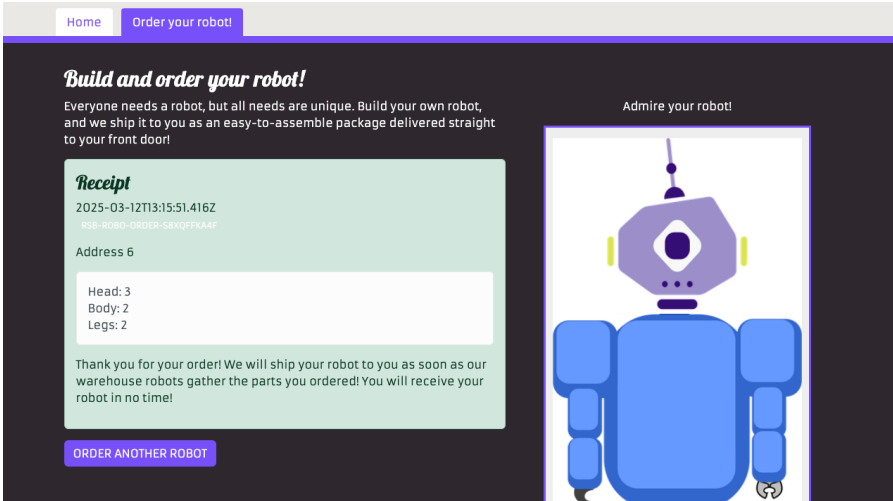 Home
Order your robot!
Build and order your robot!
Everyone needs a robot, but all needs are unique. Build your own robot,
and we ship it to you as an easy-to-assemble package delivered straight
to your front door!
Admire your robot!
Receipt
2025-03-12T13:15:51.416Z
RSB-ROBO-ORDER-S8XQFFKA4F
Address 6
Head: 3
Body: 2
Legs: 2
Thank you for your order! We will ship your robot to you as soon as our
warehouse robots gather the parts you ordered! You will receive your
robot in no time!
ORDER ANOTHER ROBOT